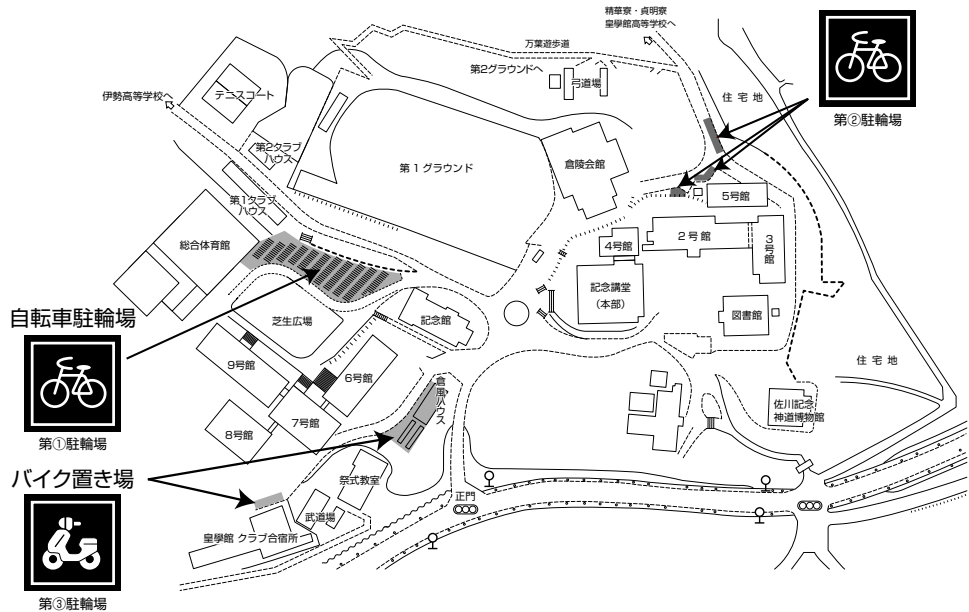 精華寮・貞明寮
皇學館高等学校へ
万葉遊歩道
第2グラウンドへ
弓道場
住宅地
第②駐輪場
伊勢高等学校へ
テニスコート
第2クラブ
ハウス
第1グラウンド
倉陵会館
第1クラブ
ハウス
5号館
総合体育館
4号館
2号館
3号館
記念講堂
(本部)
図書館
自転車駐輪場
芝生広場
記念館
住宅地
9号館
6号館
倉風ハウス
佐川記念
神道博物館
第①駐輪場
8号館
7号館
バイク置き場
祭式教室
正門
武道場
皇學館 クラブ合宿所
第③駐輪場